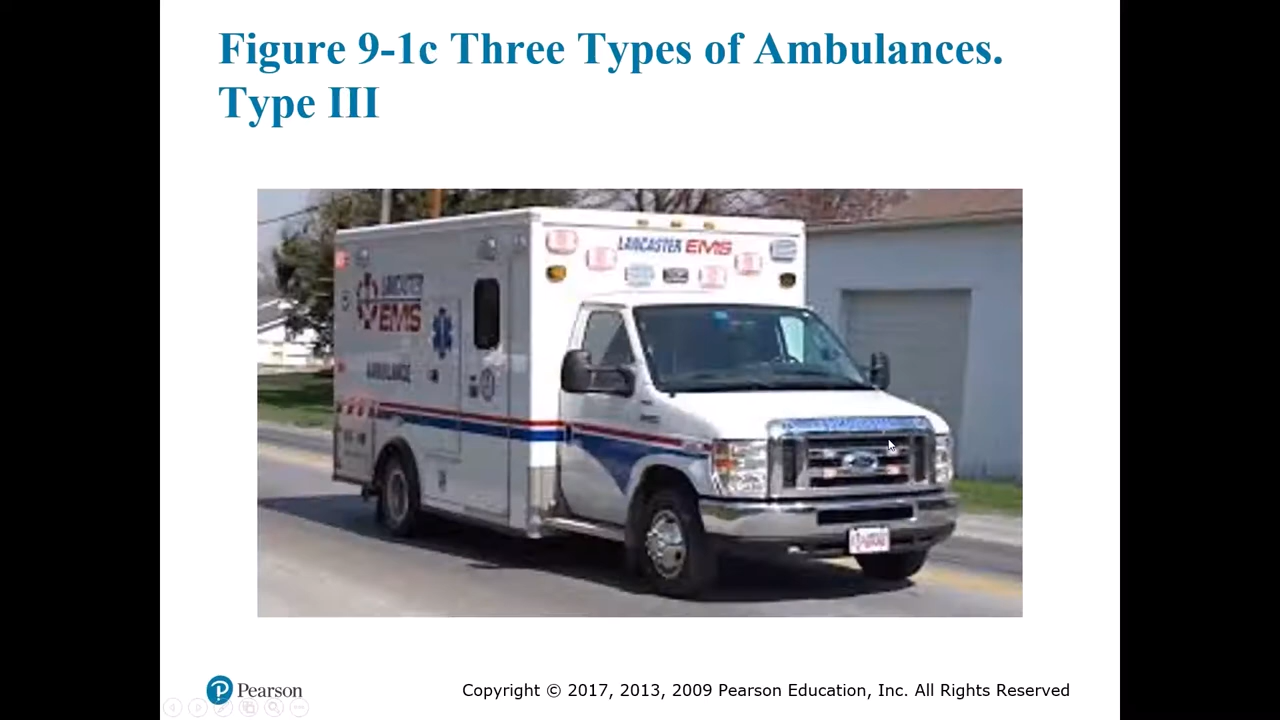 Figure 9-1c Three Types of Ambulances.
Type III
LANCASTER EMS
LANCASTER
EMS
AMBULANCE
Ford
Pearson
Copyright © 2017, 2013, 2009 Pearson Education, Inc. All Rights Reserved